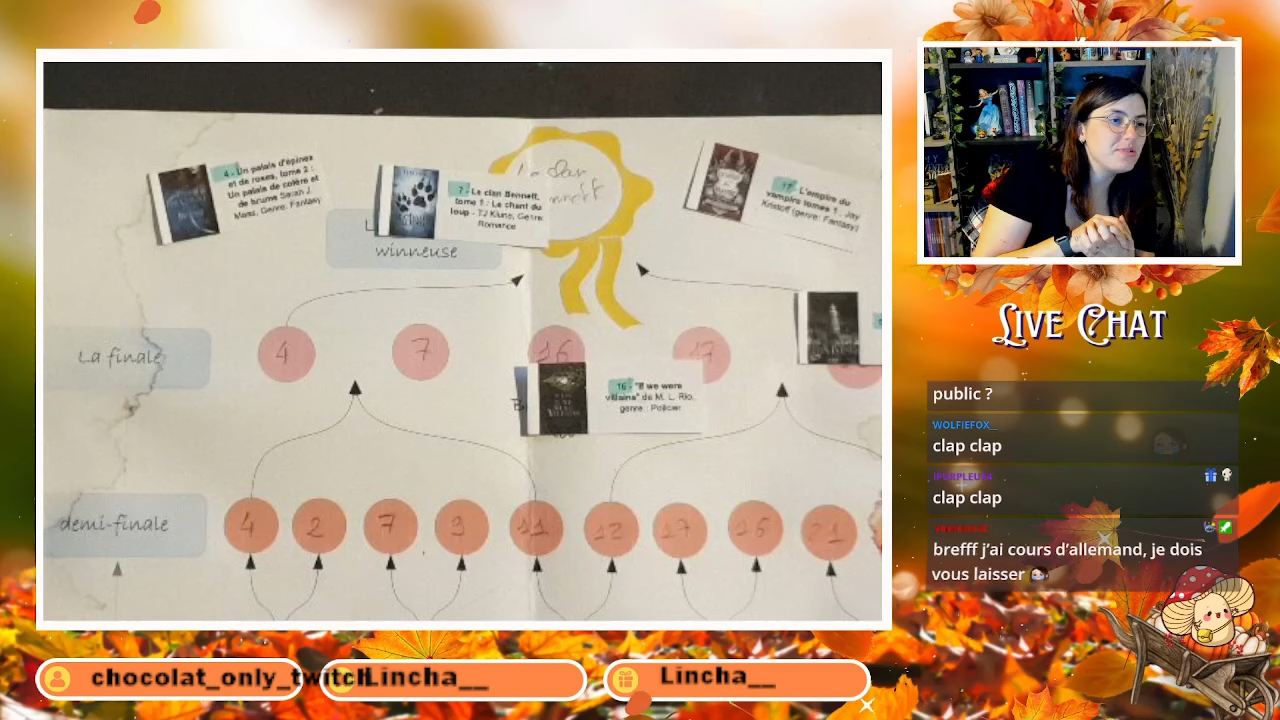 4 - Un palais d'épines
et de roses, tome 2 :
Un palais de colère et
de brume Sarah J.
Maas, Genre: Fantasy
7 - Le clan Bennett,
tome 1 : Le chant du
loup - TJ Klune, Genre:
Romance
17 - L'empire du
vampire tomes 1 : Jay
Kristoff (genre: Fantasy)
winneuse
La finale
4
7
16
17
16 - "If we were
villains" de M. L. Rio,
genre : Policier
demi-finale
4
2
7
9
11
12
17
16
21
LIVE CHAT
public ?
WOLFIEFOX_
clap clap
clap clap
brefff j'ai cours d'allemand, je dois
vous laisser
chocolat_only_twitch
Lincha__
Lincha__